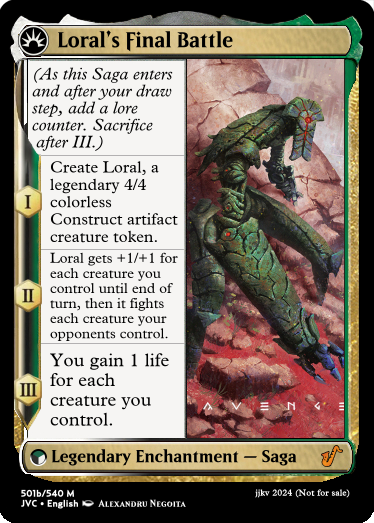 Loral's Final Battle
(As this Saga enters
and after your draw
step, add a lore
counter. Sacrifice
after III.)
I
Create Loral, a
legendary 4/4
colorless
Construct artifact
creature token.
II
Loral gets +1/+1 for
each creature you
control until end of
turn, then it fights
each creature your
opponents control.
III
You gain 1 life
for each
creature you
control.
AVENGE
Legendary Enchantment — Saga
501b/540 M
JVC • English Alexandru Negoita
jjkv 2024 (Not for sale)